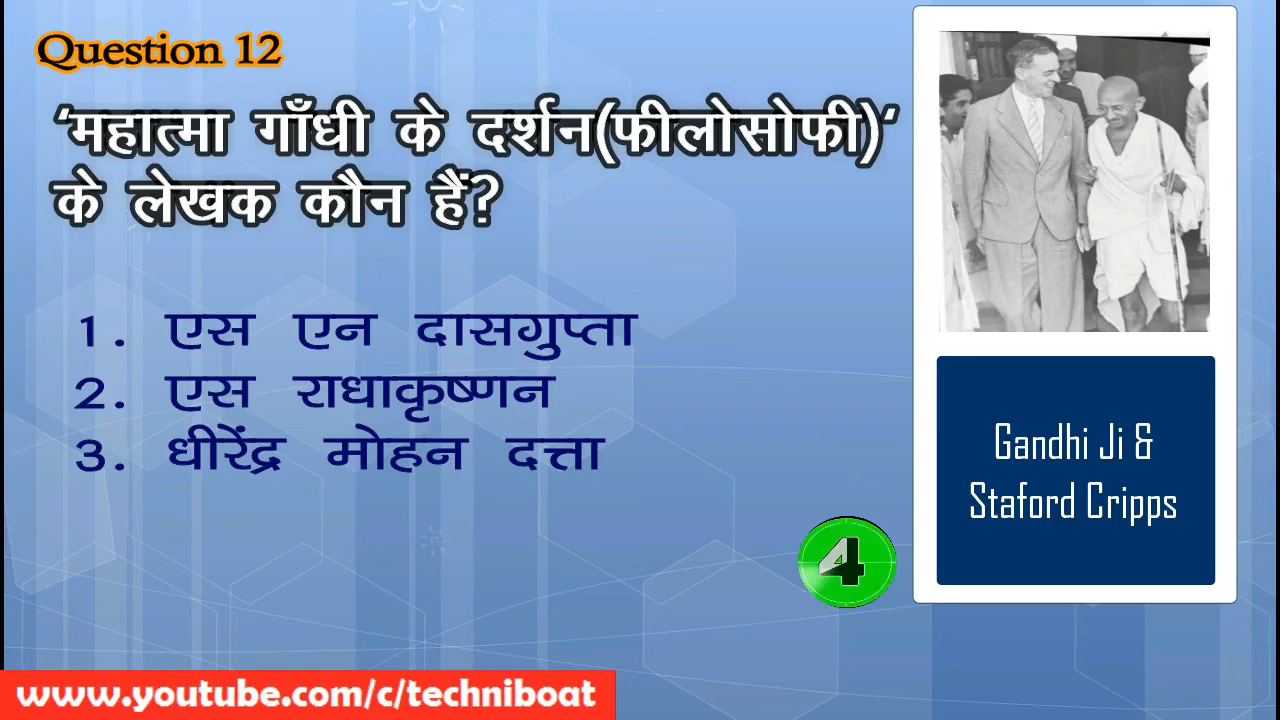 Question 12
‘महात्मा गाँधी के दर्शन(फीलोसोफी)‘
के लेखक कौन हैं?
1. एस एन दासगुप्ता
2. एस राधाकृष्णन
3. धीरेंद्र मोहन दत्ता
4
Gandhi Ji &
Staford Cripps
www.youtube.com/c/techniboat